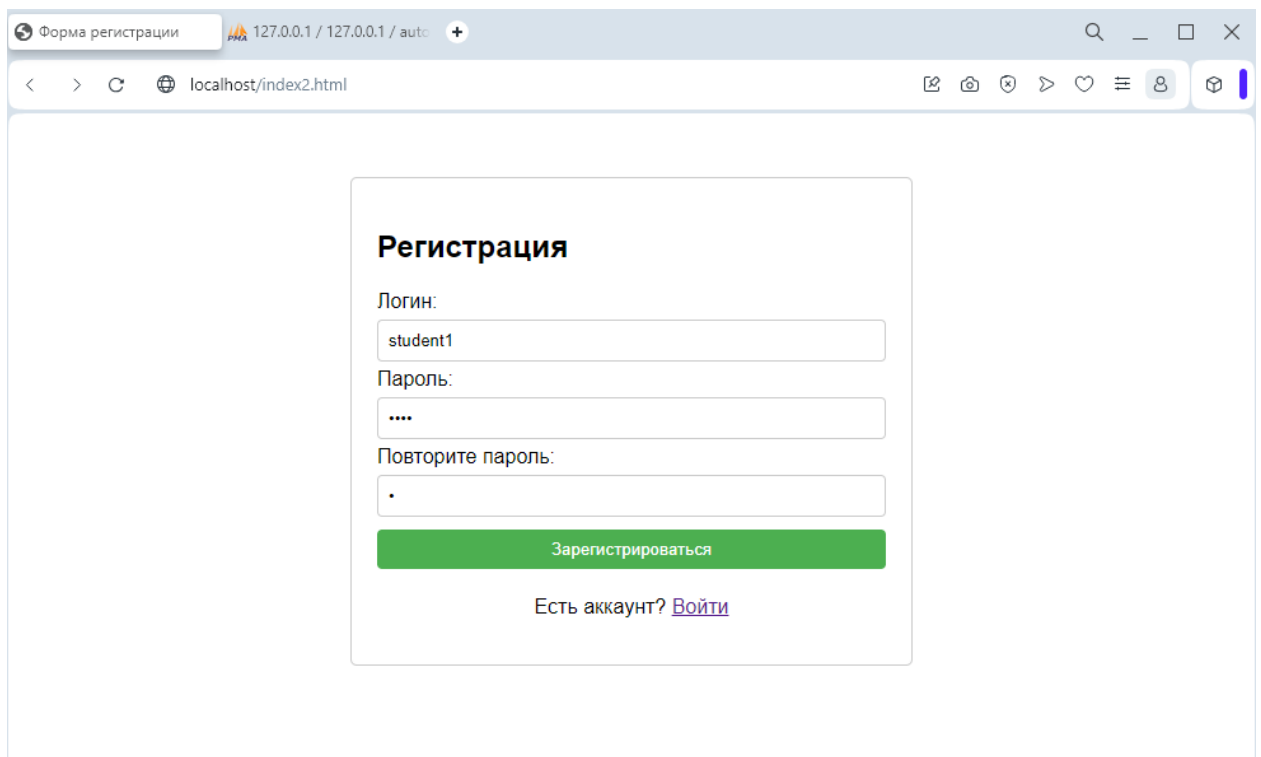 Форма регистрации
PMA 127.0.0.1 / 127.0.0.1 / auto
localhost/index2.html
Регистрация
Логин:
student1
Пароль:
••••
Повторите пароль:
•
Зарегистрироваться
Есть аккаунт? Войти